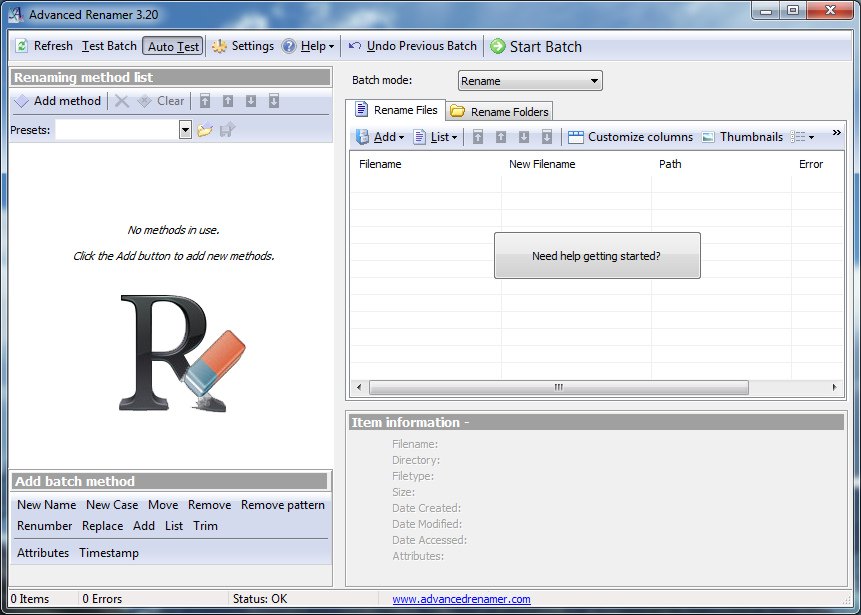 Advanced Renamer 3.20
Refresh Test Batch Auto Test Settings Help Undo Previous Batch Start Batch
Renaming method list
Add method Clear
Presets:
No methods in use.
Click the Add button to add new methods.
R
Add batch method
New Name New Case Move Remove Remove pattern
Renumber Replace Add List Trim
Attributes Timestamp
Batch mode: Rename
Rename Files Rename Folders
Add List Customize columns Thumbnails »
Filename New Filename Path Error
Need help getting started?
Item information -
Filename:
Directory:
Filetype:
Size:
Date Created:
Date Modified:
Date Accessed:
Attributes:
0 Items 0 Errors Status: OK www.advancedrenamer.com